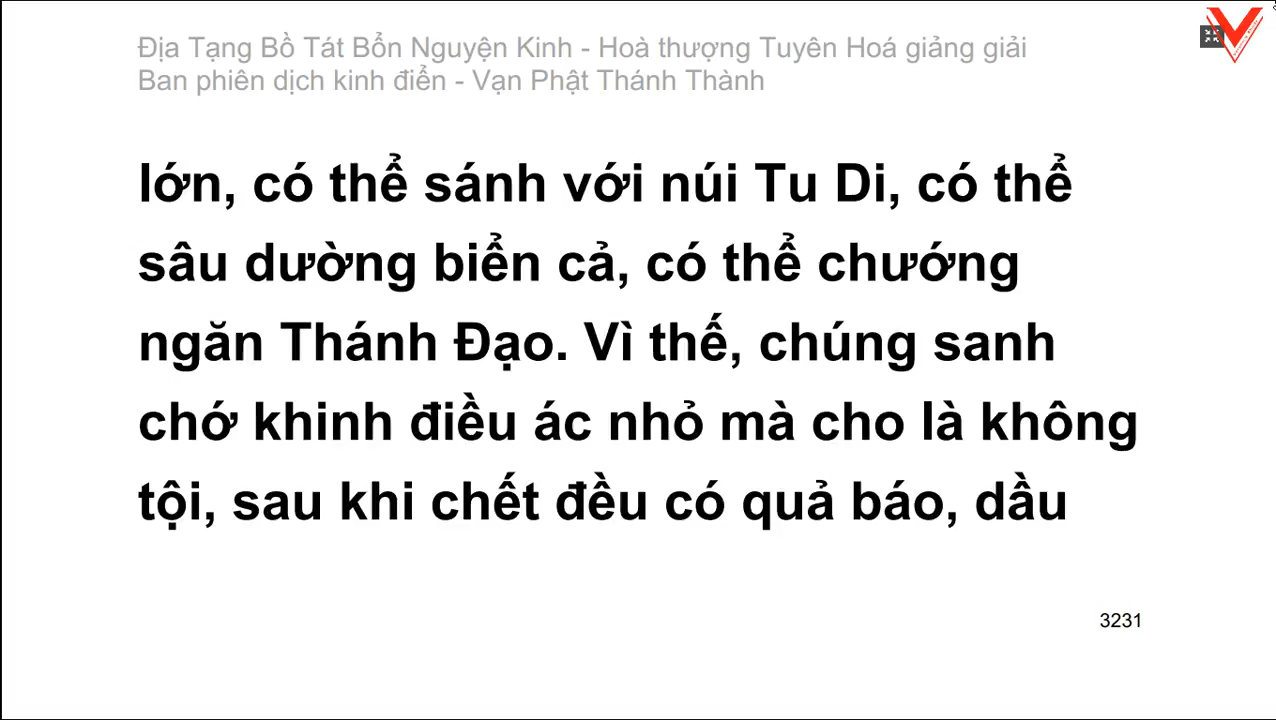 Địa Tạng Bồ Tát Bổn Nguyện Kinh - Hoà thượng Tuyên Hoá giảng giải
Ban phiên dịch kinh điển - Vạn Phật Thánh Thành
lớn, có thể sánh với núi Tu Di, có thể
sâu dường biển cả, có thể chướng
ngăn Thánh Đạo. Vì thế, chúng sanh
chớ khinh điều ác nhỏ mà cho là không
tội, sau khi chết đều có quả báo, dầu
3231